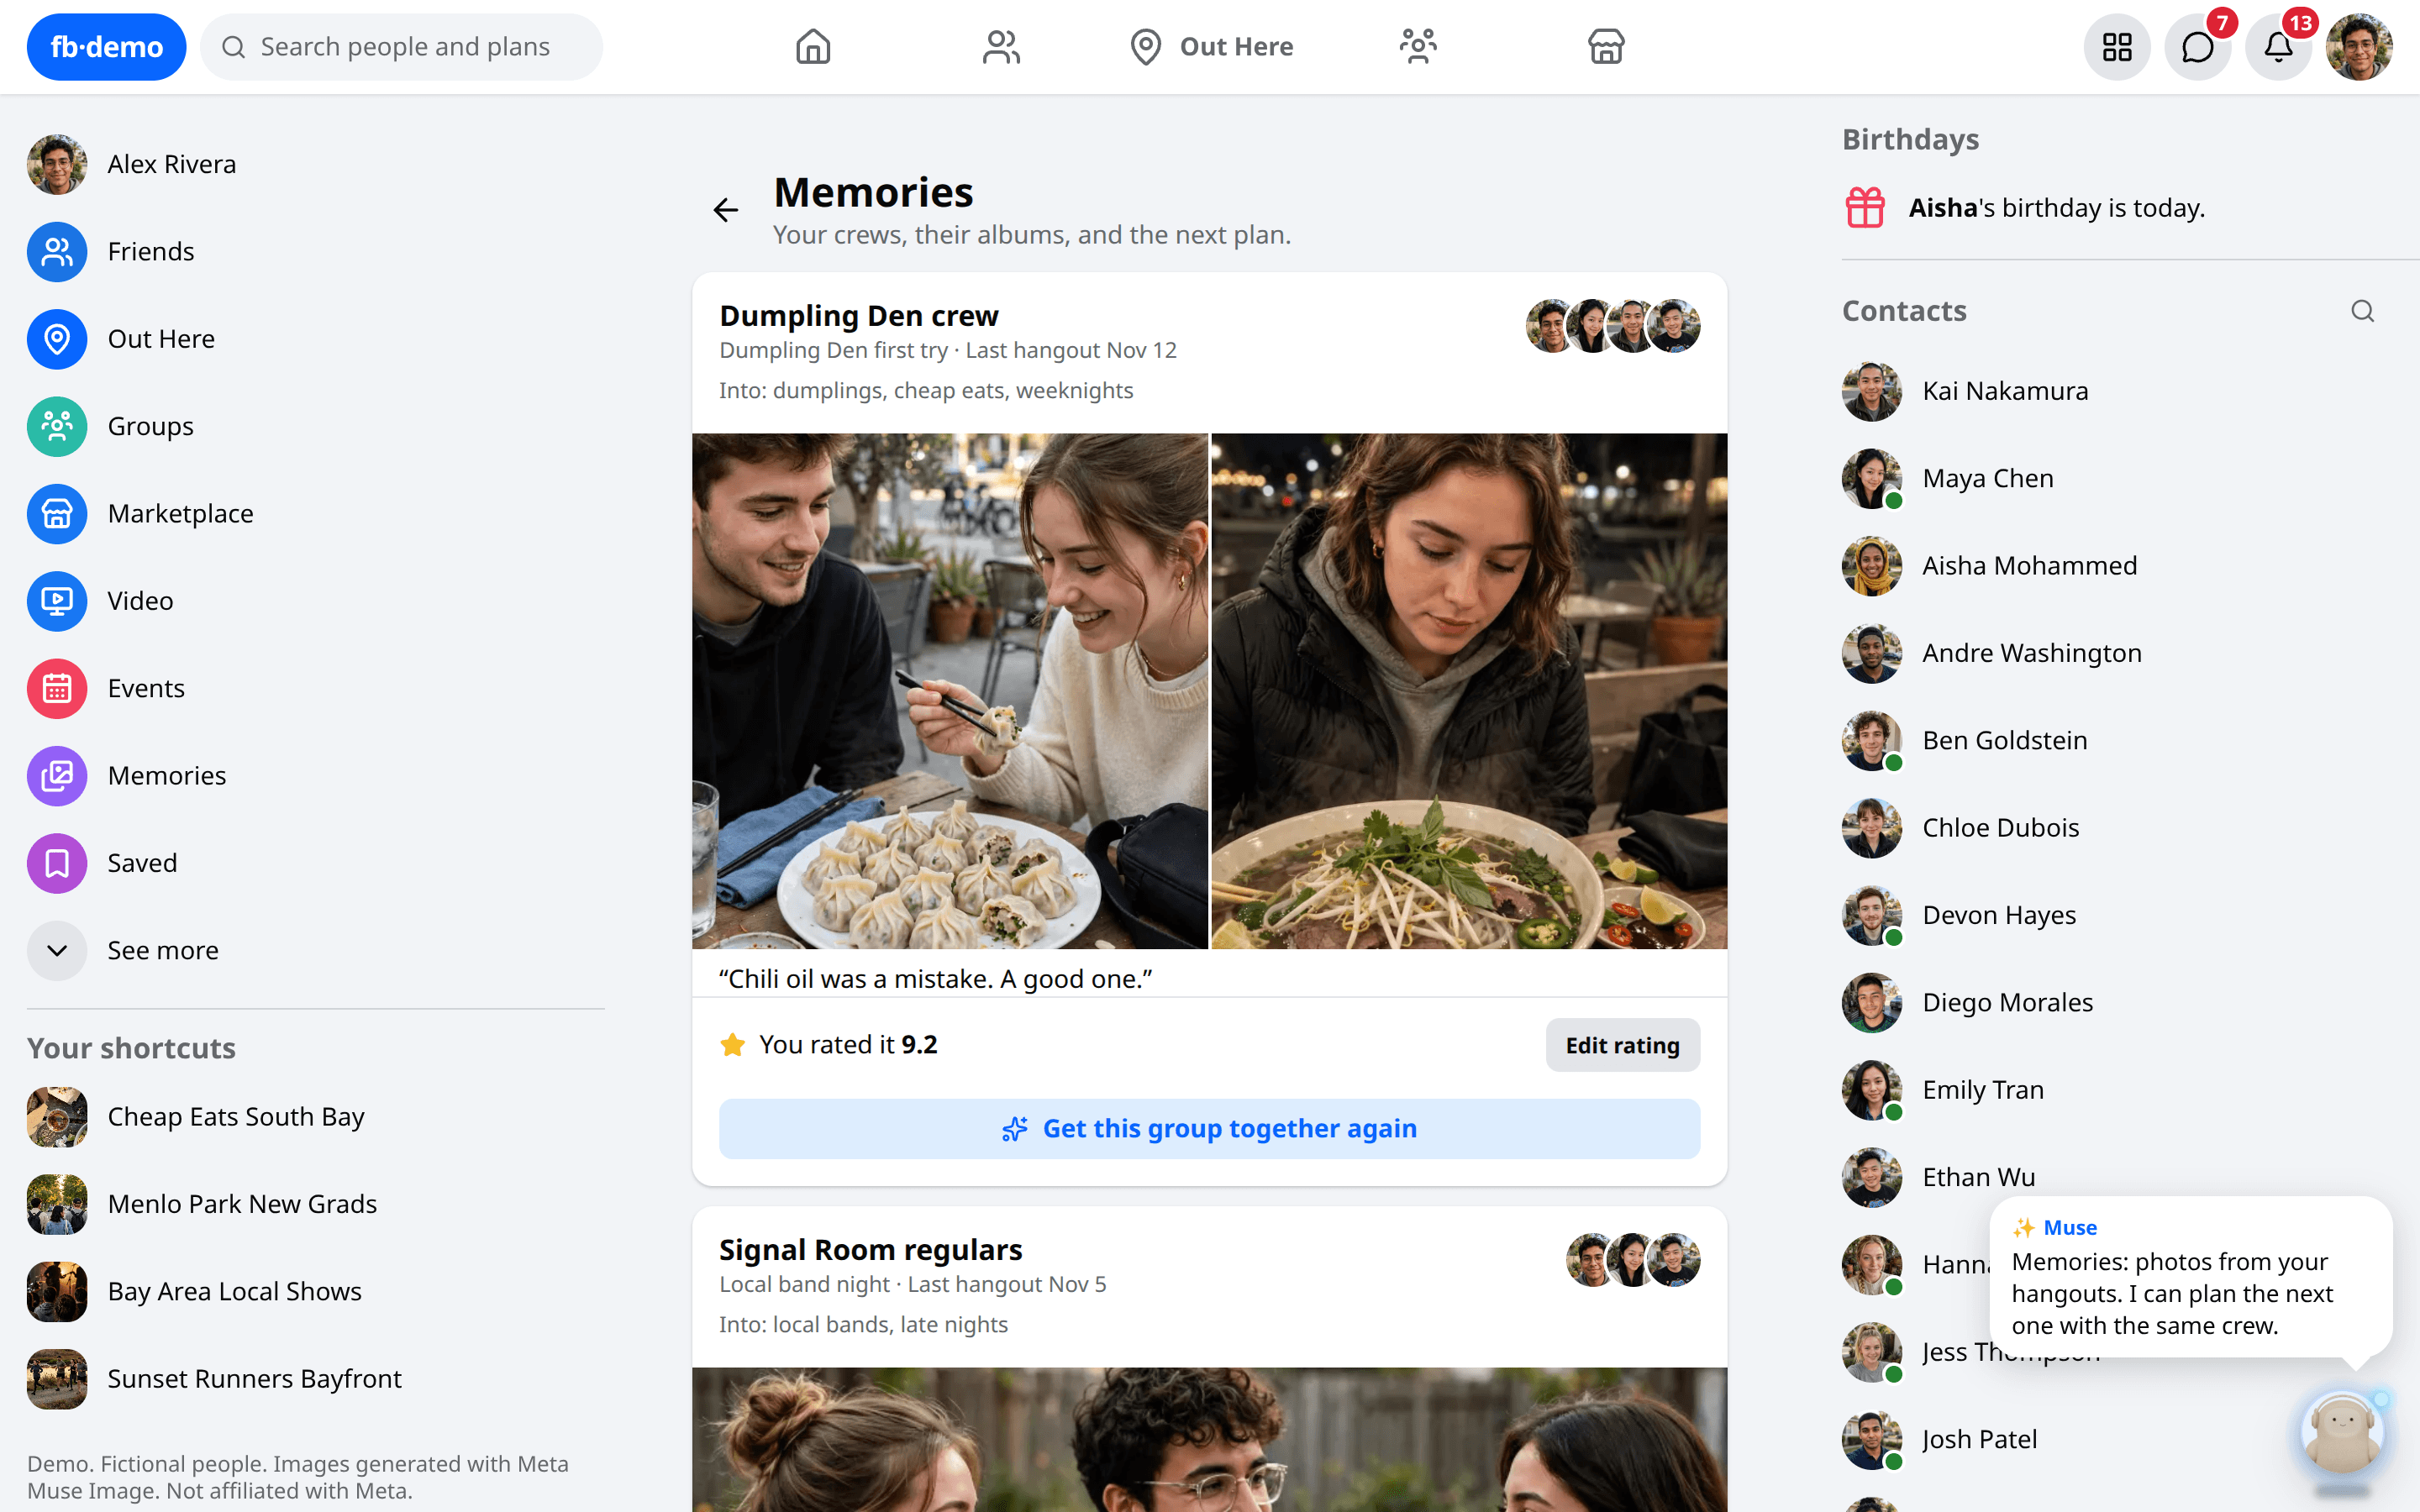 fb·demo
Search people and plans
Out Here
7
13
Alex Rivera
Friends
Out Here
Groups
Marketplace
Video
Events
Memories
Saved
See more
Your shortcuts
Cheap Eats South Bay
Menlo Park New Grads
Bay Area Local Shows
Sunset Runners Bayfront
Demo. Fictional people. Images generated with Meta
Muse Image. Not affiliated with Meta.
Memories
Your crews, their albums, and the next plan.
Dumpling Den crew
Dumpling Den first try · Last hangout Nov 12
Into: dumplings, cheap eats, weeknights
“Chili oil was a mistake. A good one.”
You rated it 9.2
Edit rating
Get this group together again
Signal Room regulars
Local band night · Last hangout Nov 5
Into: local bands, late nights
Birthdays
Aisha's birthday is today.
Contacts
Kai Nakamura
Maya Chen
Aisha Mohammed
Andre Washington
Ben Goldstein
Chloe Dubois
Devon Hayes
Diego Morales
Emily Tran
Ethan Wu
Jess Thompson
Josh Patel
✨ Muse
Memories: photos from your
hangouts. I can plan the next
one with the same crew.